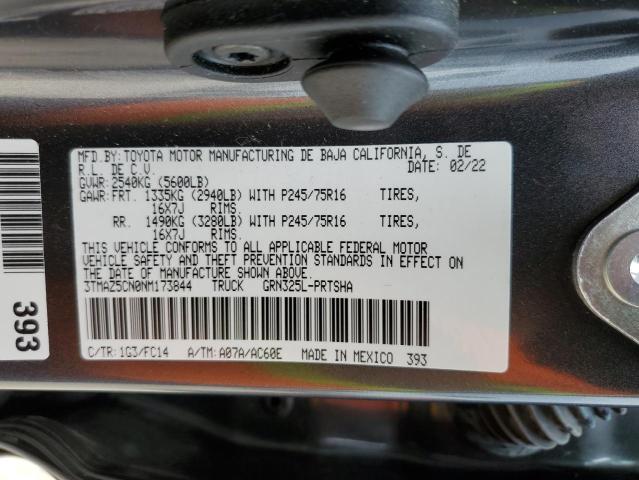 MFD.BY:TOYOTA MOTOR MANUFACTURING DE BAJA CALIFORNIA, S. DE
R.L. DE C.V. DATE: 02/22
GVWR:2540KG (5600LB)
GAWR:FRT. 1335KG (2940LB) WITH P245/75R16 TIRES,
16X7J RIMS.
RR. 1490KG (3280LB) WITH P245/75R16 TIRES,
16X7J RIMS.
THIS VEHICLE CONFORMS TO ALL APPLICABLE FEDERAL MOTOR
VEHICLE SAFETY AND THEFT PREVENTION STANDARDS IN EFFECT ON
THE DATE OF MANUFACTURE SHOWN ABOVE.
3TMAZ5CN0NM173844 TRUCK GRN325L-PRTSHA
C/TR:1G3/FC14 A/TM:A07A/AC60E MADE IN MEXICO 393
393